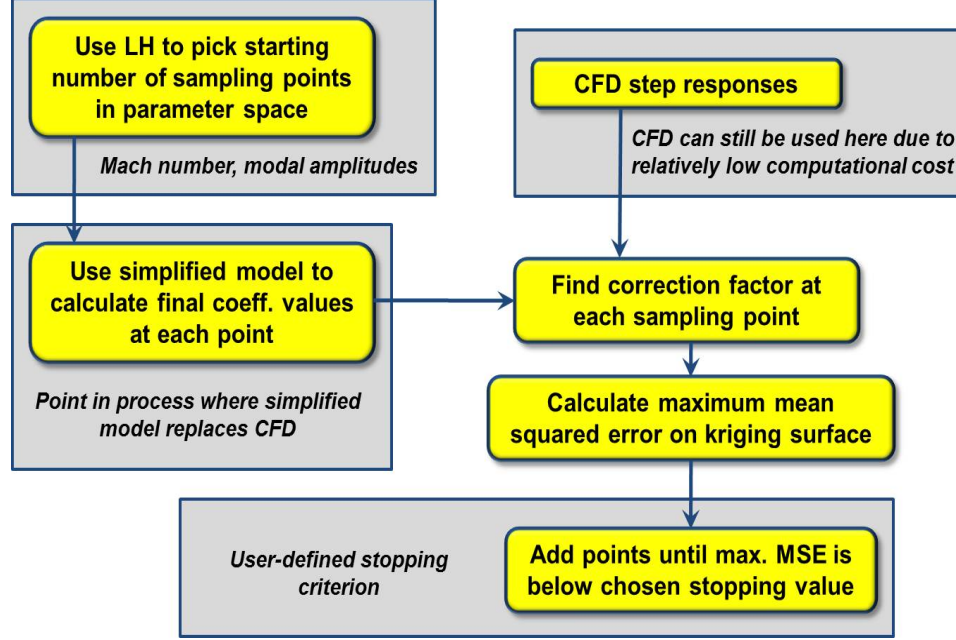 Use LH to pick starting
number of sampling points
in parameter space
Mach number, modal amplitudes
CFD step responses
CFD can still be used here due to
relatively low computational cost
Use simplified model to
calculate final coeff. values
at each point
Point in process where simplified
model replaces CFD
Find correction factor at
each sampling point
Calculate maximum mean
squared error on kriging surface
User-defined stopping
criterion
Add points until max. MSE is
below chosen stopping value